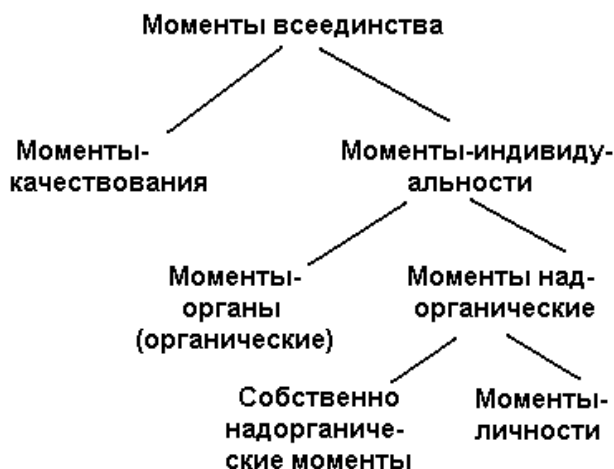 Моменты всеединства
Моменты-
качествования
Моменты-индивиду-
альности
Моменты-
органы
(органические)
Моменты над-
органические
Собственно
надорганиче-
ские моменты
Моменты-
личности